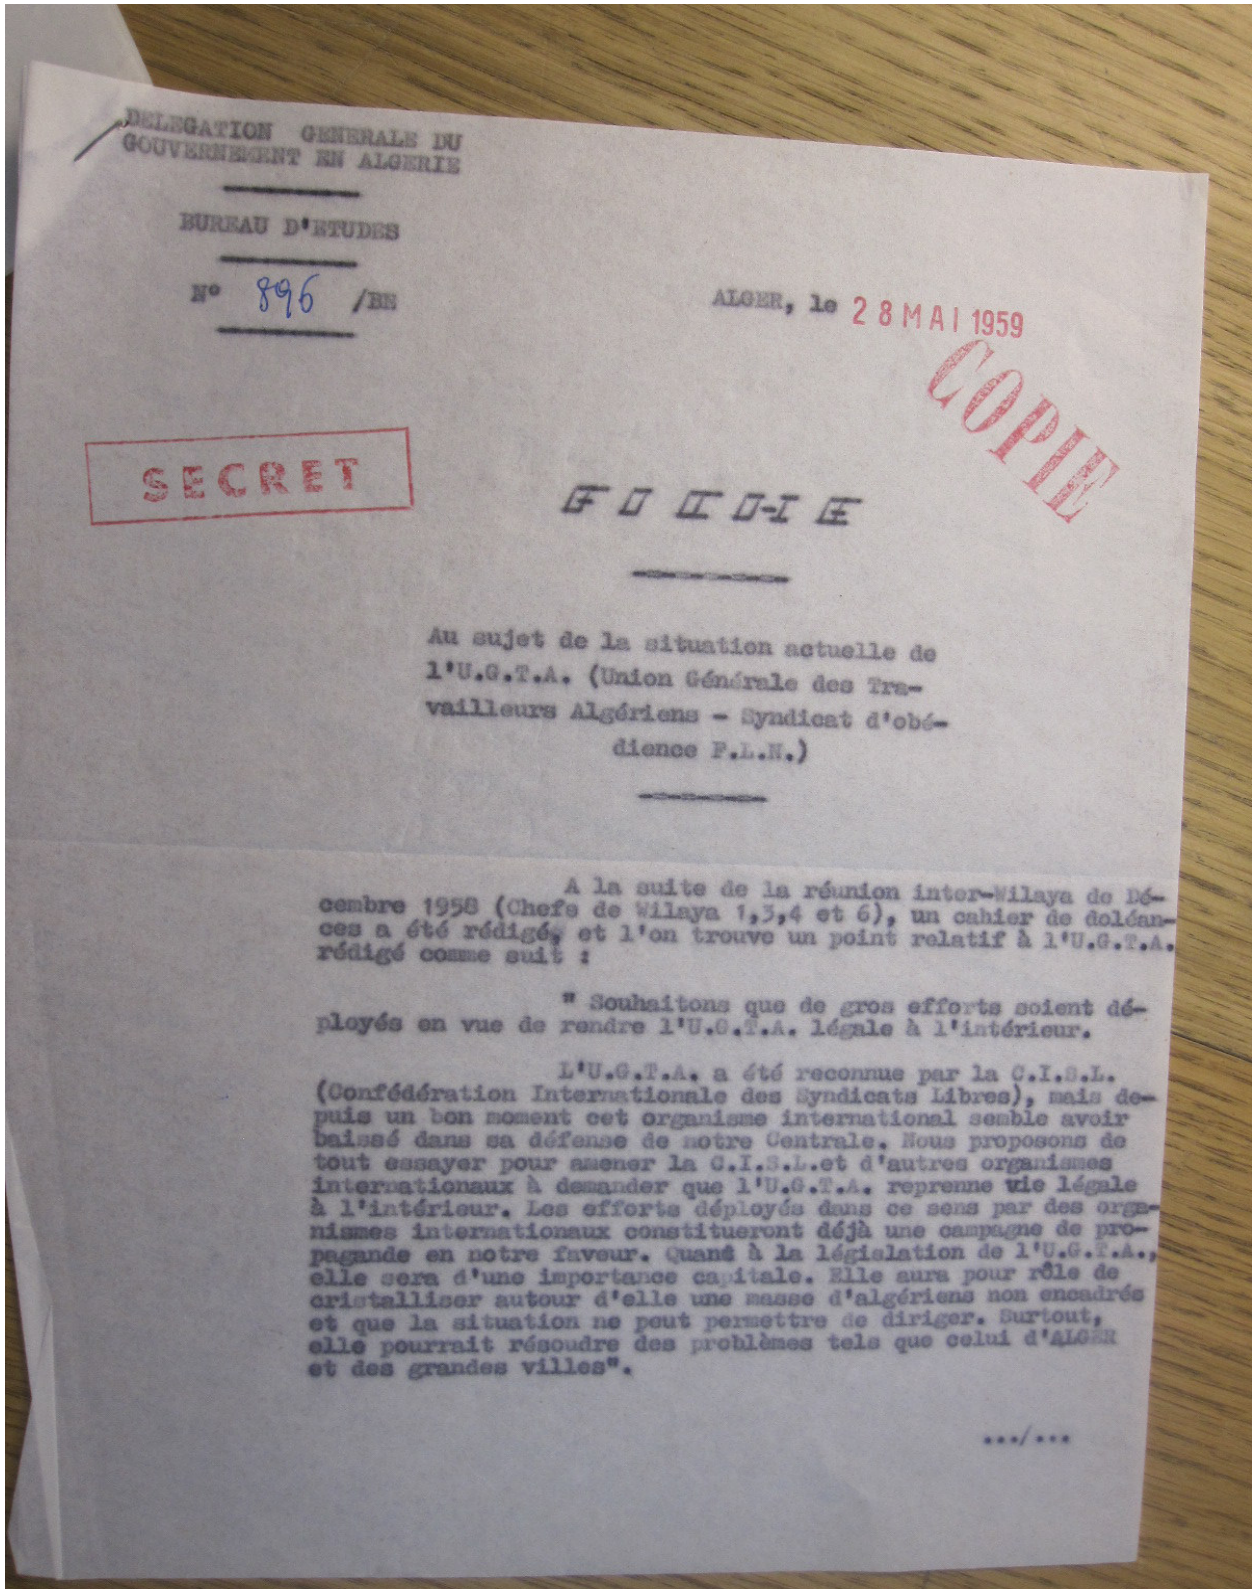 DELEGATION GENERALE DU
GOUVERNEMENT EN ALGERIE
BUREAU D'ETUDES
N° 896 /BE
ALGER, le 28 MAI 1959
COPIE
SECRET
FICHE
Au sujet de la situation actuelle de
l'U.G.T.A. (Union Générale des Tra-
vailleurs Algériens - Syndicat d'obé-
dience F.L.N.)
A la suite de la réunion inter-Wilaya de Dé-
cembre 1958 (Chefs de Wilaya 1,3,4 et 6), un cahier de doléan-
ces a été rédigé, et l'on trouve un point relatif à l'U.G.T.A.
rédigé comme suit :
" Souhaitons que de gros efforts soient dé-
ployés en vue de rendre l'U.G.T.A. légale à l'intérieur.
L'U.G.T.A. a été reconnue par la C.I.S.L.
(Confédération Internationale des Syndicats Libres), mais de-
puis un bon moment cet organisme international semble avoir
baissé dans sa défense de notre Centrale. Nous proposons de
tout essayer pour amener la C.I.S.L.et d'autres organismes
internationaux à demander que l'U.G.T.A. reprenne vie légale
à l'intérieur. Les efforts déployés dans ce sens par des orga-
nismes internationaux constitueront déjà une campagne de pro-
pagande en notre faveur. Quant à la législation de l'U.G.T.A.,
elle sera d'une importance capitale. Elle aura pour rôle de
cristalliser autour d'elle une masse d'algériens non encadrés
et que la situation ne peut permettre de diriger. Surtout,
elle pourrait résoudre des problèmes tels que celui d'ALGER
et des grandes villes".
.../...